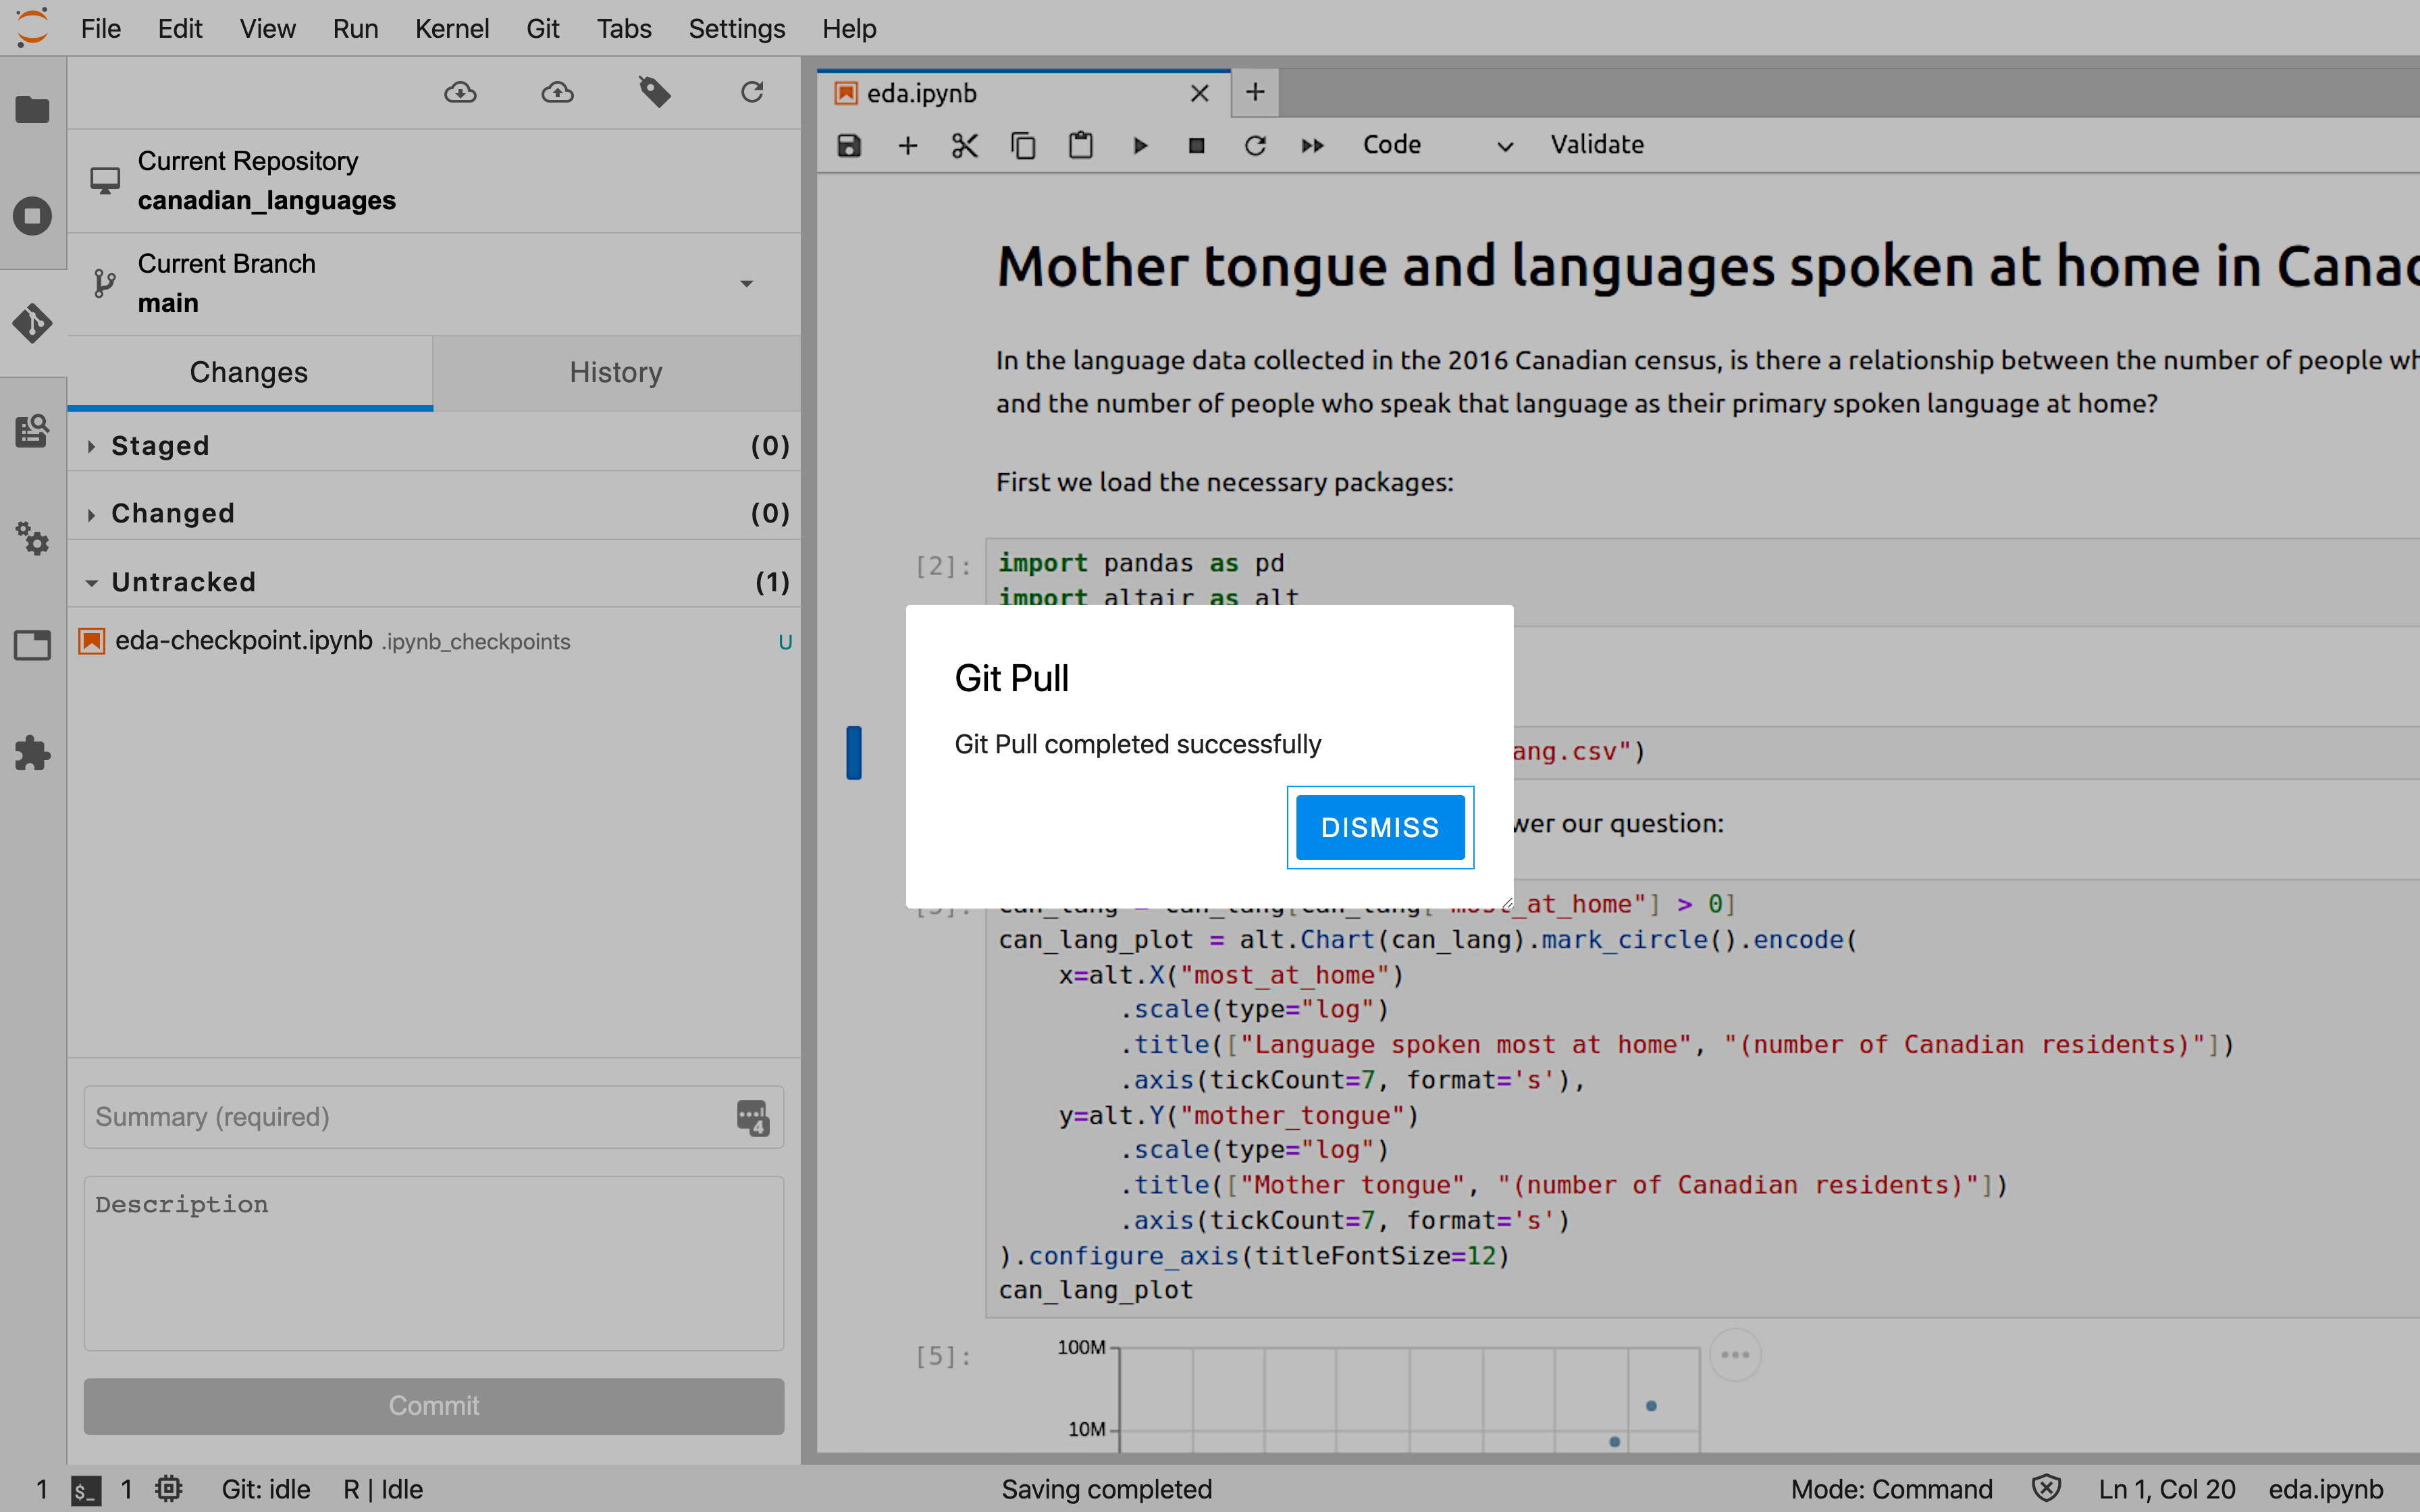 File Edit View Run Kernel Git Tabs Settings Help
Current Repository
canadian_languages
Current Branch
main
Changes History
Staged (0)
Changed (0)
Untracked (1)
eda-checkpoint.ipynb .ipynb_checkpoints U
Summary (required)
4
Description
Commit
eda.ipynb
Code Validate
Mother tongue and languages spoken at home in
In the language data collected in the 2016 Canadian census, is there a relationship between the number of people
and the number of people who speak that language as their primary spoken language at home?
First we load the necessary packages:
[2]: import pandas as pd
import altair as alt
Git Pull
Git Pull completed successfully
DISMISS
ang.csv")
wer our question:
can_lang = can_lang[can_lang["most_at_home"] > 0]
can_lang_plot = alt.Chart(can_lang).mark_circle().encode(
x=alt.X("most_at_home")
.scale(type="log")
.title(["Language spoken most at home", "(number of Canadian residents)"])
.axis(tickCount=7, format='s'),
y=alt.Y("mother_tongue")
.scale(type="log")
.title(["Mother tongue", "(number of Canadian residents)"])
.axis(tickCount=7, format='s')
).configure_axis(titleFontSize=12)
can_lang_plot
[5]:
100M
10M
1 $_ 1 Git: idle R | Idle Saving completed Mode: Command Ln 1, Col 20 eda.ipynb